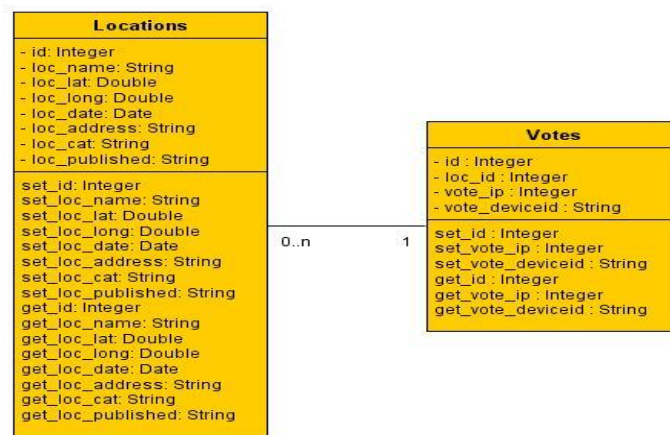 Locations
- id: Integer
- loc_name: String
- loc_lat: Double
- loc_long: Double
- loc_date: Date
- loc_address: String
- loc_cat: String
- loc_published: String
set_id: Integer
set_loc_name: String
set_loc_lat: Double
set_loc_long: Double
set_loc_date: Date
set_loc_address: String
set_loc_cat: String
set_loc_published: String
get_id: Integer
get_loc_name: String
get_loc_lat: Double
get_loc_long: Double
get_loc_date: Date
get_loc_address: String
get_loc_cat: String
get_loc_published: String
0..n
1
Votes
- id : Integer
- loc_id : Integer
- vote_ip : Integer
- vote_deviceid : String
set_id : Integer
set_vote_ip : Integer
set_vote_deviceid : String
get_id : Integer
get_vote_ip : Integer
get_vote_deviceid : String